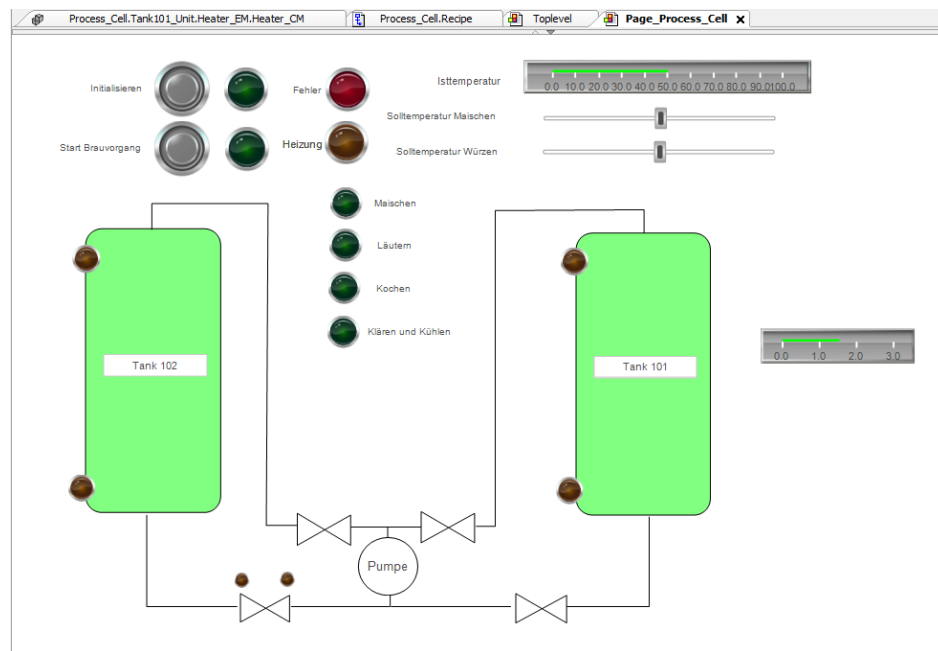 Process_Cell.Tank101_Unit.Heater_EM.Heater_CM
Process_Cell.Recipe
Toplevel
Page_Process_Cell
Initialisieren
Fehler
Isttemperatur
0.0 10.0 20.0 30.0 40.0 50.0 60.0 70.0 80.0 90.0 100.0
Solltemperatur Maischen
Start Brauvorgang
Heizung
Solltemperatur Würzen
Maischen
Läutern
Kochen
Klären und Kühlen
0.0 1.0 2.0 3.0
Tank 102
Tank 101
Pumpe